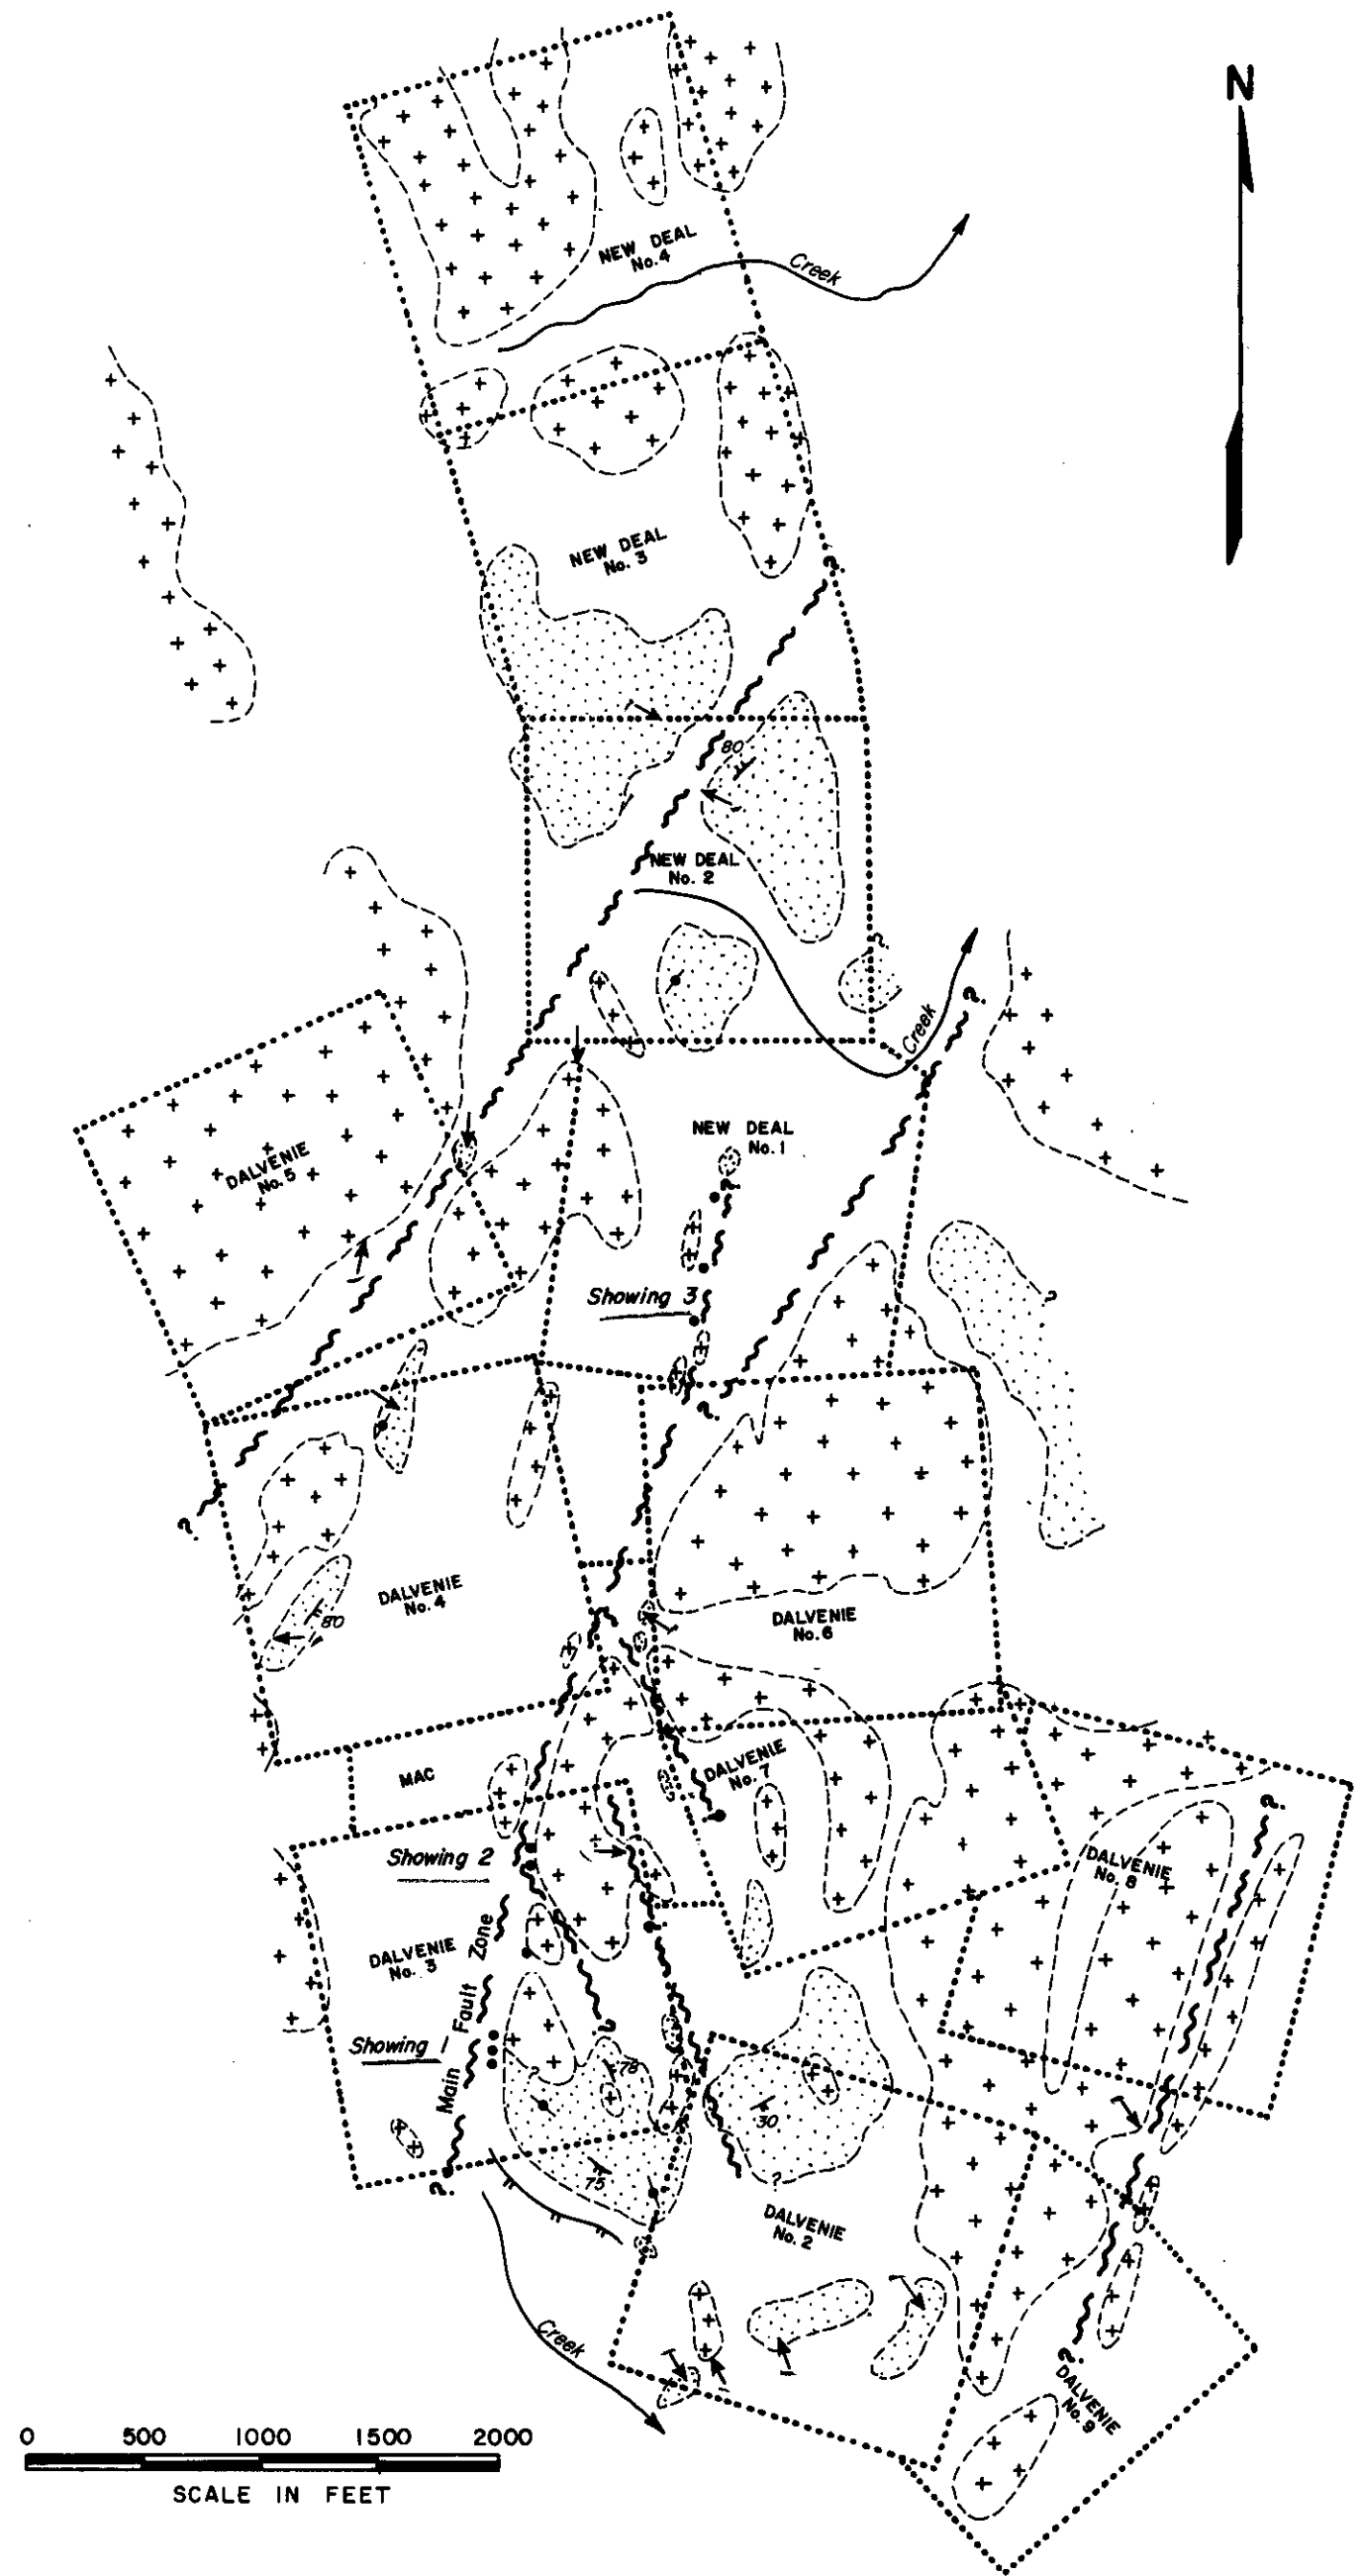 N
NEW DEAL
No. 4
Creek
NEW DEAL
No. 3
?
80
NEW DEAL
No. 2
?
Creek
?
NEW DEAL
No. 1
?
DALVENIE
No. 5
Showing 3
?
?
?
DALVENIE
No. 4
80
DALVENIE
No. 6
MAC
DALVENIE
No. 7
?
Showing 2
DALVENIE
No. 8
DALVENIE
No. 3
Main Fault Zone
Showing 1
?
78
30
75
?
?
DALVENIE
No. 2
Creek
?
DALVENIE
No. 9
0 500 1000 1500 2000
SCALE IN FEET